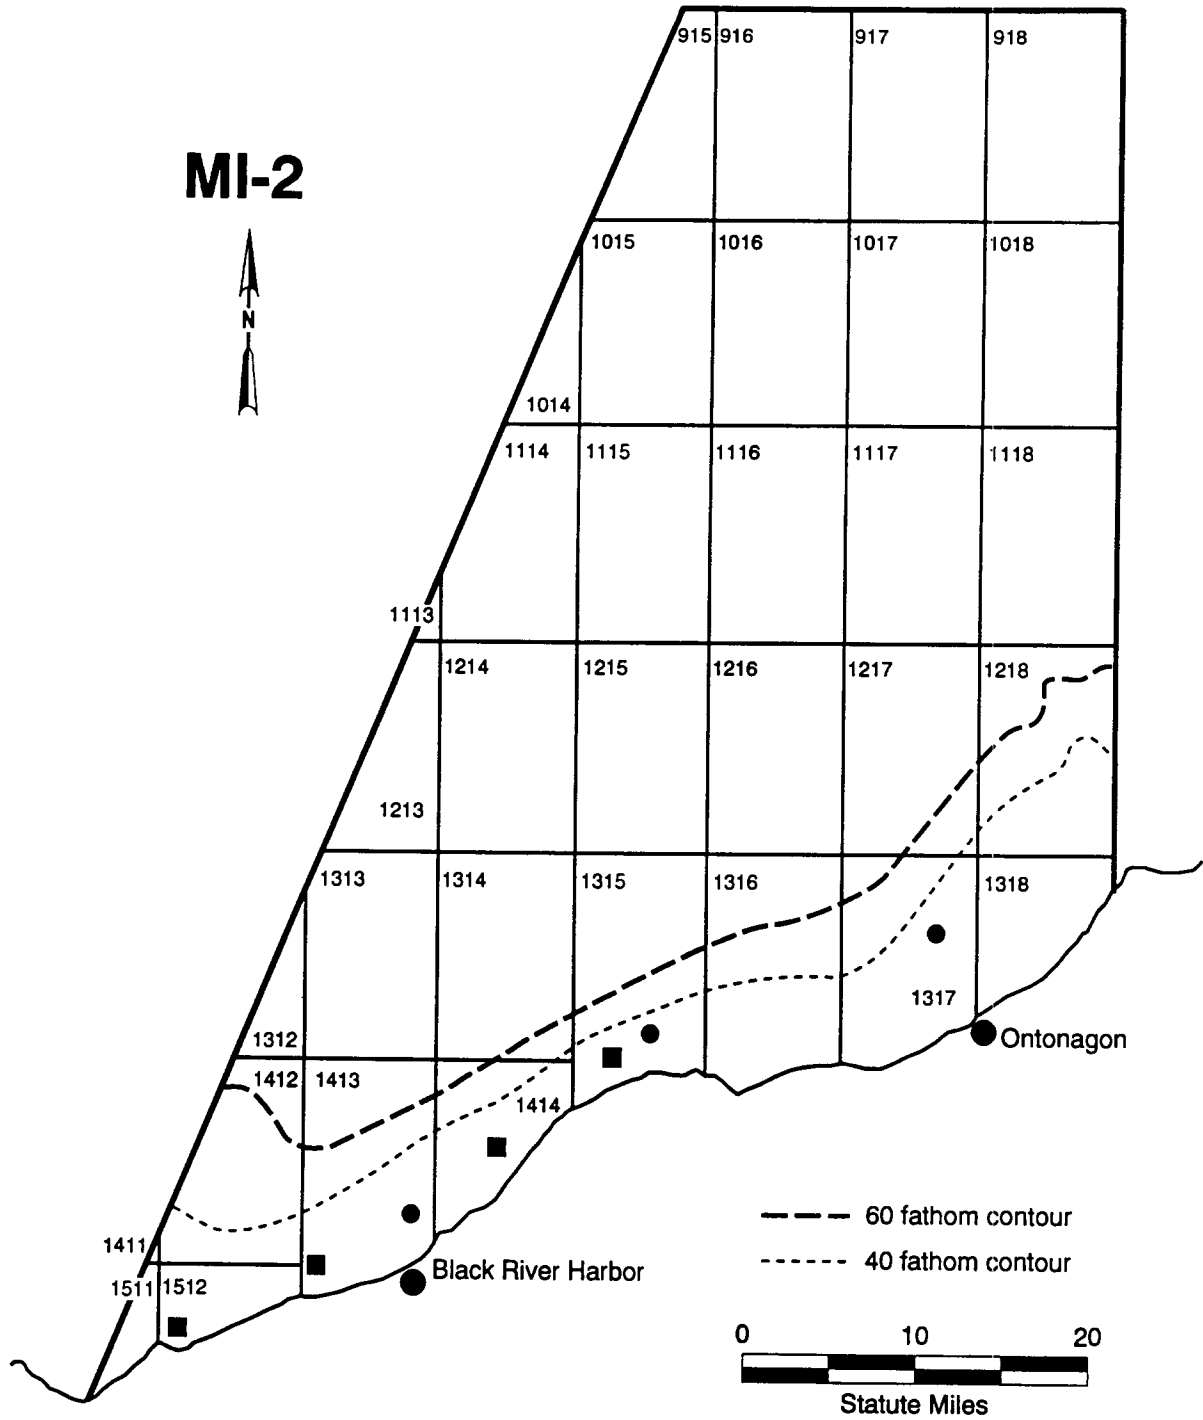 915 916 917 918
MI-2
1015 1016 1017 1018
N
1014
1114 1115 1116 1117 1118
1113
1214 1215 1216 1217 1218
1213
1313 1314 1315 1316 1318
1317
1312
Ontonagon
1412 1413
1414
60 fathom contour
1411
40 fathom contour
Black River Harbor
1511 1512
0 10 20
Statute Miles